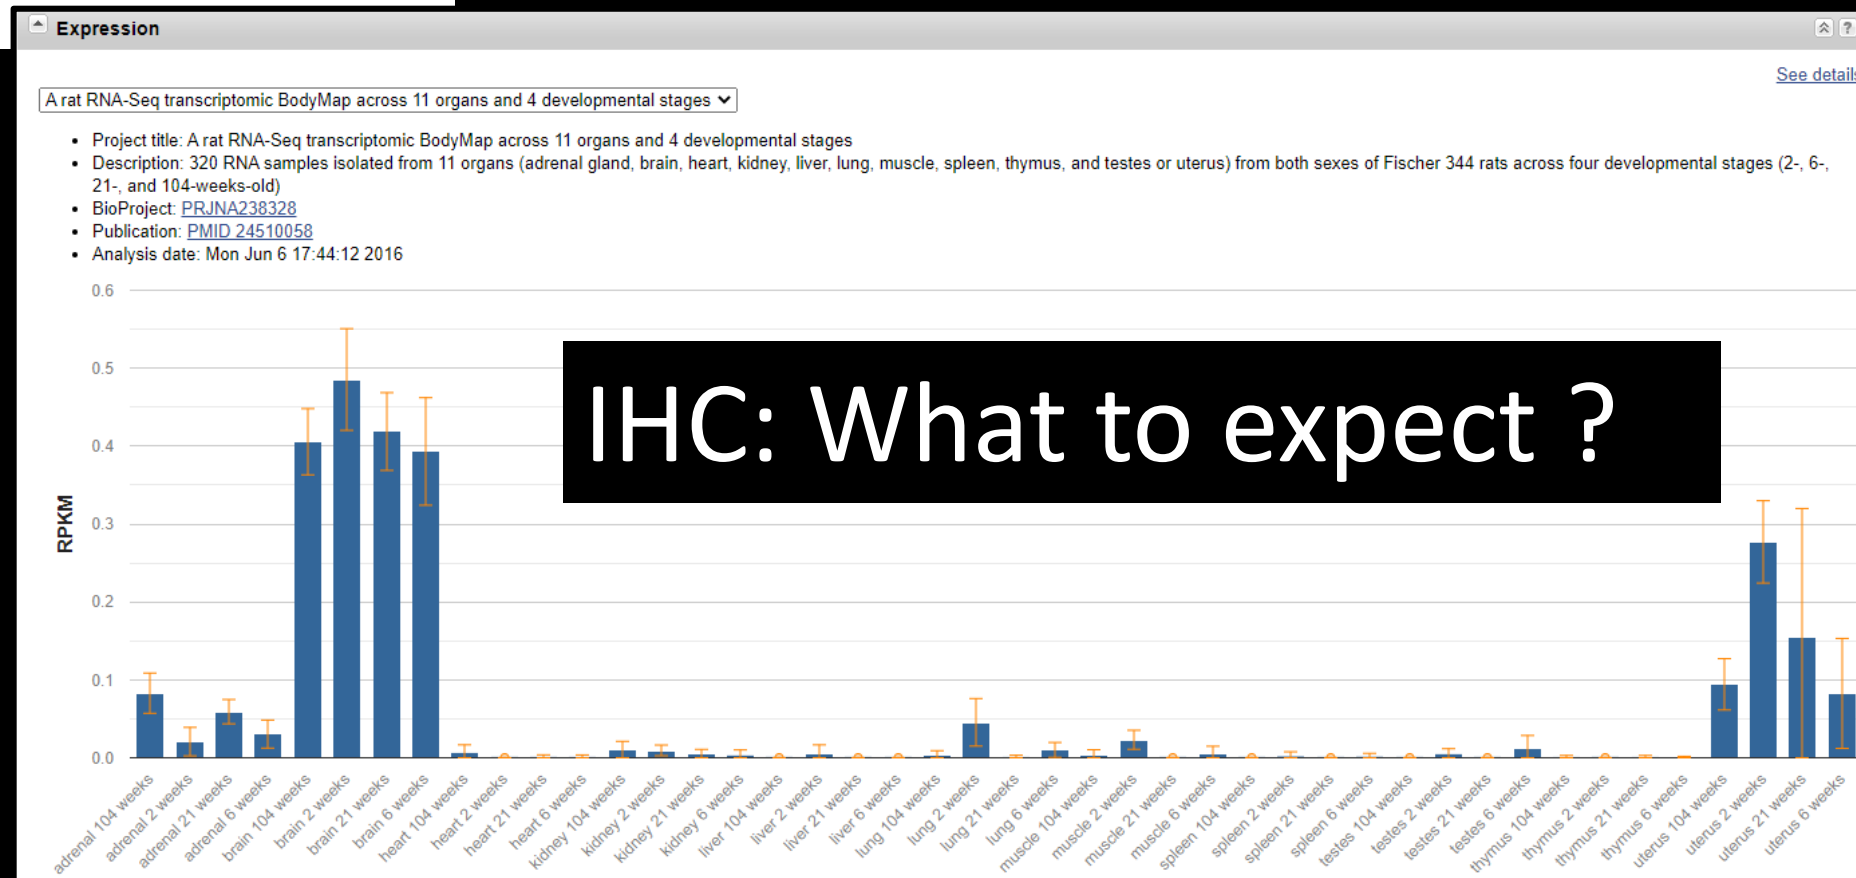 Expression
?
See details
A rat RNA-Seq transcriptomic BodyMap across 11 organs and 4 developmental stages
• Project title: A rat RNA-Seq transcriptomic BodyMap across 11 organs and 4 developmental stages
• Description: 320 RNA samples isolated from 11 organs (adrenal gland, brain, heart, kidney, liver, lung, muscle, spleen, thymus, and testes or uterus) from both sexes of Fischer 344 rats across four developmental stages (2-, 6-,
21-, and 104-weeks-old)
• BioProject: PRJNA238328
• Publication: PMID 24510058
• Analysis date: Mon Jun 6 17:44:12 2016
0.6
0.5
0.4
0.3
0.2
0.1
0.0
RPKM
IHC: What to expect ?
adrenal 104 weeks
adrenal 2 weeks
adrenal 21 weeks
adrenal 6 weeks
brain 104 weeks
brain 2 weeks
brain 21 weeks
brain 6 weeks
heart 104 weeks
heart 2 weeks
heart 21 weeks
heart 6 weeks
kidney 104 weeks
kidney 2 weeks
kidney 21 weeks
kidney 6 weeks
liver 104 weeks
liver 2 weeks
liver 21 weeks
liver 6 weeks
lung 104 weeks
lung 2 weeks
lung 21 weeks
lung 6 weeks
muscle 104 weeks
muscle 2 weeks
muscle 21 weeks
muscle 6 weeks
spleen 104 weeks
spleen 2 weeks
spleen 21 weeks
spleen 6 weeks
testes 104 weeks
testes 2 weeks
testes 21 weeks
testes 6 weeks
thymus 104 weeks
thymus 2 weeks
thymus 21 weeks
thymus 6 weeks
uterus 104 weeks
uterus 2 weeks
uterus 21 weeks
uterus 6 weeks